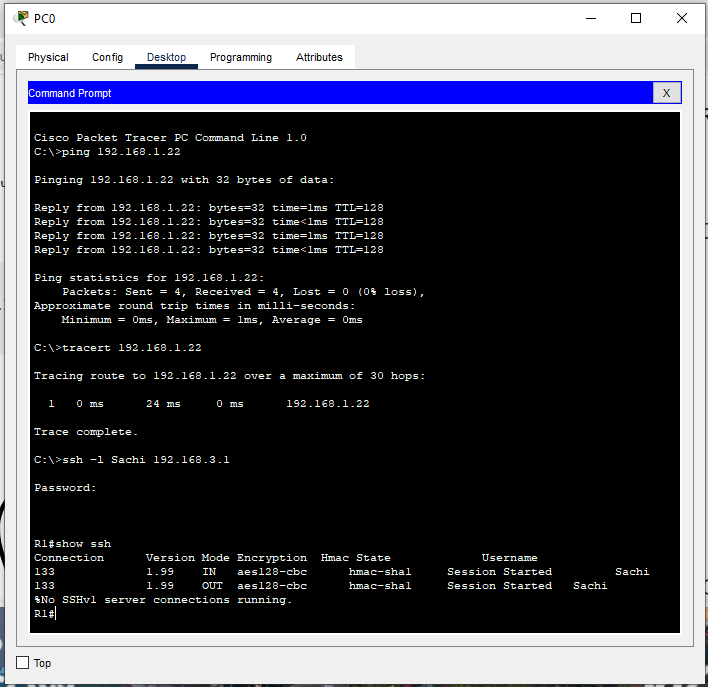 PC0
Physical Config Desktop Programming Attributes
Command Prompt
X
Cisco Packet Tracer PC Command Line 1.0
C:\>ping 192.168.1.22
Pinging 192.168.1.22 with 32 bytes of data:
Reply from 192.168.1.22: bytes=32 time=1ms TTL=128
Reply from 192.168.1.22: bytes=32 time<1ms TTL=128
Reply from 192.168.1.22: bytes=32 time=1ms TTL=128
Reply from 192.168.1.22: bytes=32 time<1ms TTL=128
Ping statistics for 192.168.1.22:
    Packets: Sent = 4, Received = 4, Lost = 0 (0% loss),
Approximate round trip times in milli-seconds:
    Minimum = 0ms, Maximum = 1ms, Average = 0ms
C:\>tracert 192.168.1.22
Tracing route to 192.168.1.22 over a maximum of 30 hops:
  1   0 ms      24 ms     0 ms      192.168.1.22
Trace complete.
C:\>ssh -l Sachi 192.168.3.1
Password:
R1#show ssh
Connection      Version Mode Encryption  Hmac State             Username
133             1.99    IN   aes128-cbc      hmac-sha1     Session Started         Sachi
133             1.99    OUT  aes128-cbc      hmac-sha1     Session Started   Sachi
%No SSHv1 server connections running.
R1#
Top